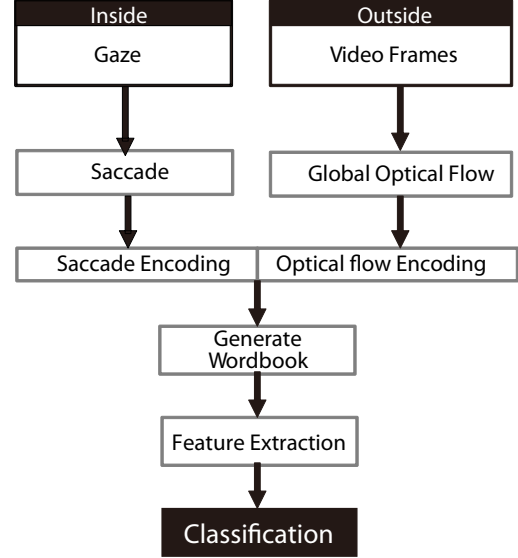 Inside
Outside
Gaze
Video Frames
Saccade
Global Optical Flow
Saccade Encoding
Optical flow Encoding
Generate
Wordbook
Feature Extraction
Classification